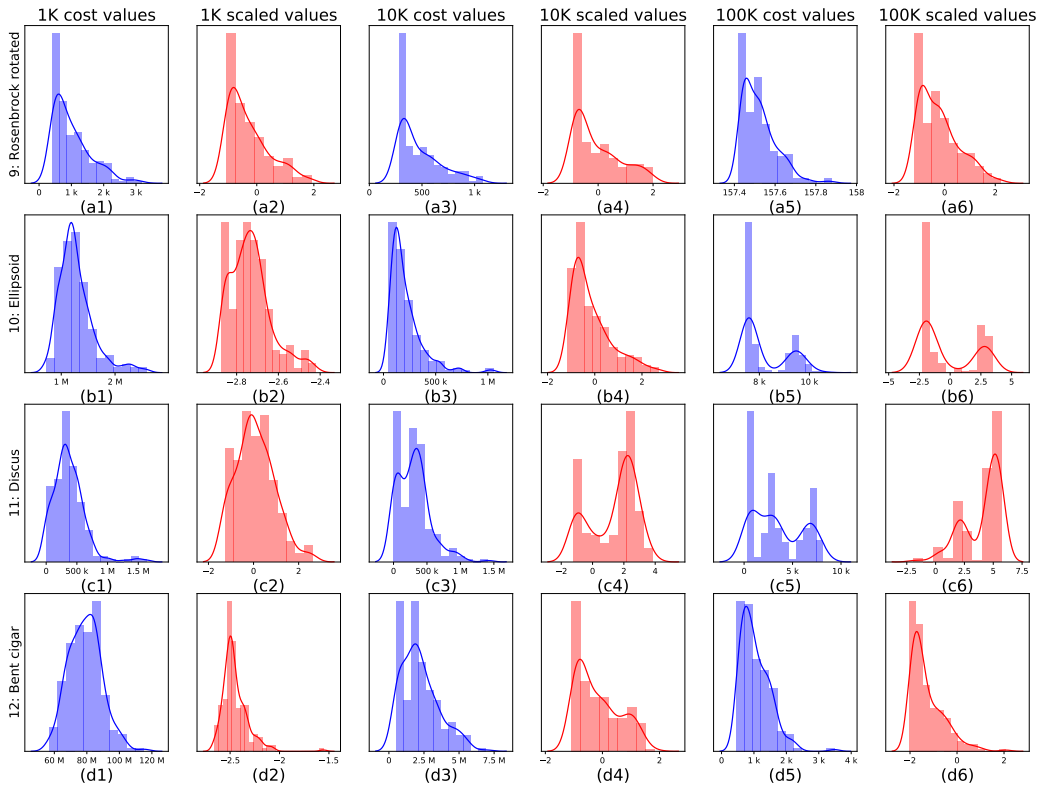 1K cost values 1K scaled values 10K cost values 10K scaled values 100K cost values 100K scaled values
9: Rosenbrock rotated
0 1 k 2 k 3 k
−2 0 2
0 500 1 k
−2 0 2
157.4 157.6 157.8 158
−2 0 2
(a1) (a2) (a3) (a4) (a5) (a6)
10: Ellipsoid
1 M 2 M
−2.8 −2.6 −2.4
0 500 k 1 M
−2 0 2
8 k 10 k
−5 −2.5 0 2.5 5
(b1) (b2) (b3) (b4) (b5) (b6)
11: Discus
0 500 k 1 M 1.5 M
−2 0 2
0 500 k 1 M 1.5 M
−2 0 2 4
0 5 k 10 k
−2.5 0 2.5 5 7.5
(c1) (c2) (c3) (c4) (c5) (c6)
12: Bent cigar
60 M 80 M 100 M 120 M
−2.5 −2 −1.5
0 2.5 M 5 M 7.5 M
−2 0 2
0 1 k 2 k 3 k 4 k
−2 0 2
(d1) (d2) (d3) (d4) (d5) (d6)